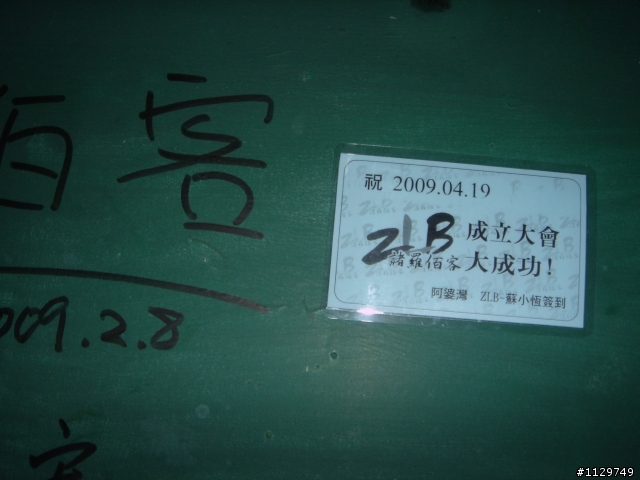 佰客
2009.2.8
客
祝 2009.04.19
ZLB 成立大會
諸羅佰客 大成功!
阿婆灣 ZLB-蘇小恆簽到
#1129749